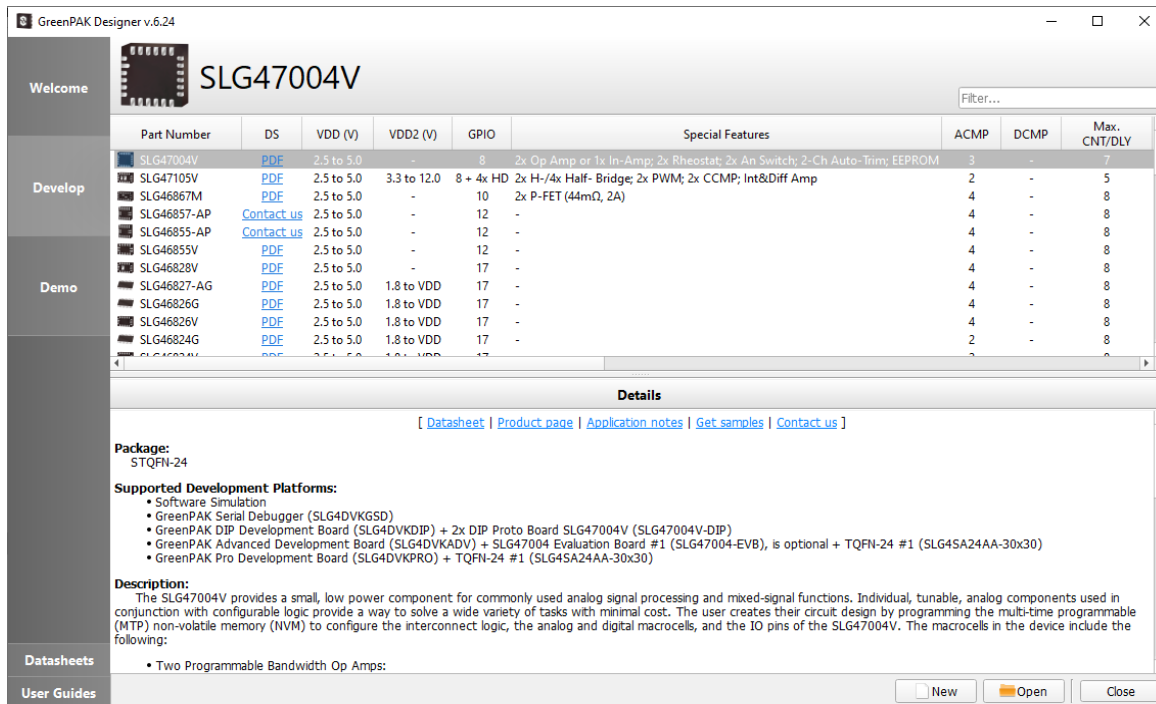 GreenPAK Designer v.6.24
Welcome
Develop
Demo
Datasheets
User Guides
SLG47004V
Filter...
Part Number DS VDD (V) VDD2 (V) GPIO Special Features ACMP DCMP Max. CNT/DLY
SLG47004V PDF 2.5 to 5.0 - 8 2x Op Amp or 1x In-Amp; 2x Rheostat; 2x An Switch; 2-Ch Auto-Trim; EEPROM 3 - 7
SLG47105V PDF 2.5 to 5.0 3.3 to 12.0 8 + 4x HD 2x H-/4x Half- Bridge; 2x PWM; 2x CCMP; Int&Diff Amp 2 - 5
SLG46867M PDF 2.5 to 5.0 - 10 2x P-FET (44mΩ, 2A) 4 - 8
SLG46857-AP Contact us 2.5 to 5.0 - 12 - 4 - 8
SLG46855-AP Contact us 2.5 to 5.0 - 12 - 4 - 8
SLG46855V PDF 2.5 to 5.0 - 12 - 4 - 8
SLG46828V PDF 2.5 to 5.0 - 17 - 4 - 8
SLG46827-AG PDF 2.5 to 5.0 1.8 to VDD 17 - 4 - 8
SLG46826G PDF 2.5 to 5.0 1.8 to VDD 17 - 4 - 8
SLG46826V PDF 2.5 to 5.0 1.8 to VDD 17 - 4 - 8
SLG46824G PDF 2.5 to 5.0 1.8 to VDD 17 - 2 - 8
Details
[ Datasheet | Product page | Application notes | Get samples | Contact us ]
Package:
STQFN-24
Supported Development Platforms:
• Software Simulation
• GreenPAK Serial Debugger (SLG4DVKGSD)
• GreenPAK DIP Development Board (SLG4DVKDIP) + 2x DIP Proto Board SLG47004V (SLG47004V-DIP)
• GreenPAK Advanced Development Board (SLG4DVKADV) + SLG47004 Evaluation Board #1 (SLG47004-EVB), is optional + TQFN-24 #1 (SLG4SA24AA-30x30)
• GreenPAK Pro Development Board (SLG4DVKPRO) + TQFN-24 #1 (SLG4SA24AA-30x30)
Description:
The SLG47004V provides a small, low power component for commonly used analog signal processing and mixed-signal functions. Individual, tunable, analog components used in
conjunction with configurable logic provide a way to solve a wide variety of tasks with minimal cost. The user creates their circuit design by programming the multi-time programmable
(MTP) non-volatile memory (NVM) to configure the interconnect logic, the analog and digital macrocells, and the IO pins of the SLG47004V. The macrocells in the device include the
following:
• Two Programmable Bandwidth Op Amps:
New Open Close